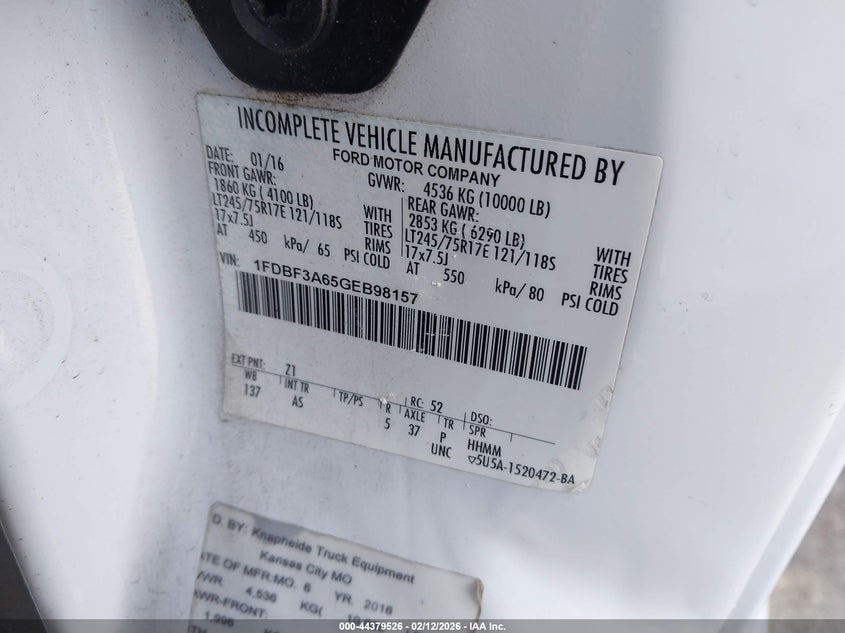 INCOMPLETE VEHICLE MANUFACTURED BY
FORD MOTOR COMPANY
DATE: 01/16 GVWR: 4536 KG (10000 LB)
FRONT GAWR: REAR GAWR:
1860 KG ( 4100 LB) 2853 KG ( 6290 LB)
LT245/75R17E 121/118S WITH TIRES LT245/75R17E 121/118S WITH TIRES
17x7.5J RIMS 17x7.5J RIMS
AT 450 kPa/ 65 PSI COLD AT 550 kPa/ 80 PSI COLD
VIN: 1FDBF3A65GEB98157
EXT PNT: Z1 RC: 52 DSO:
WB INT TR TP/PS R AXLE TR SPR
137 AS 5 37 P HHMM
UNC ▽5U5A-1520472-BA
D. BY: Knapheide Truck Equipment
Kansas City MO
ATE OF MFR.MO. 6 YR. 2016
VWR 4,536 KG(
AWR-FRONT.
1,996
000-44379526 - 02/12/2026 - IAA Inc.